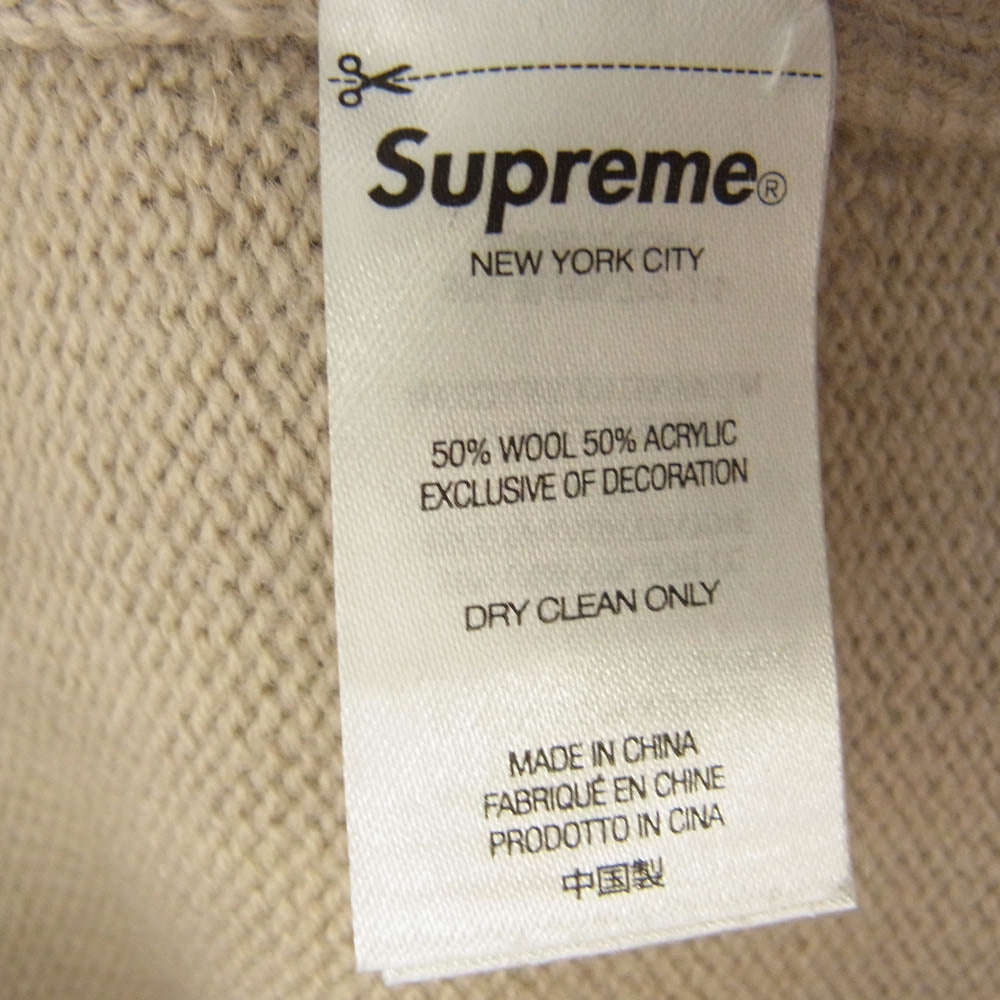 Supreme®
NEW YORK CITY
50% WOOL 50% ACRYLIC
EXCLUSIVE OF DECORATION
DRY CLEAN ONLY
MADE IN CHINA
FABRIQUÉ EN CHINE
PRODOTTO IN CINA
中国製